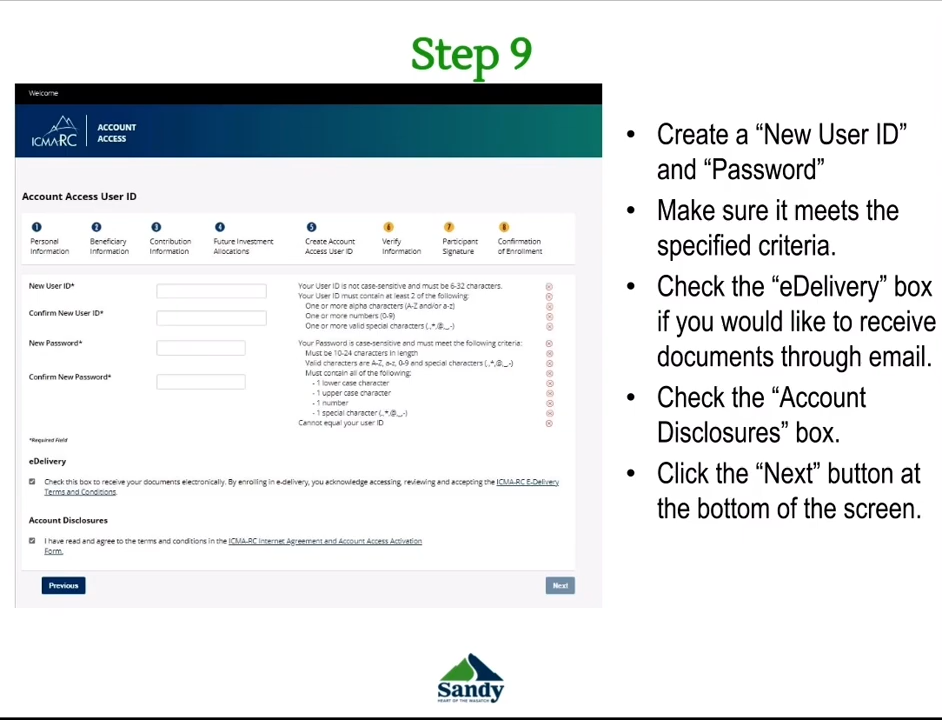 Step 9
Welcome
ICMARC
ACCOUNT
ACCESS
Account Access User ID
1
Personal
Information
2
Beneficiary
Information
3
Contribution
Information
4
Future Investment
Allocations
5
Create Account
Access User ID
6
Verify
Information
7
Participant
Signature
8
Confirmation
of Enrollment
New User ID*
Confirm New User ID*
New Password*
Confirm New Password*
Your User ID is not case-sensitive and must be 6-32 characters.
Your User ID must contain at least 2 of the following:
One or more alpha characters (A-Z and/or a-z)
One or more numbers (0-9)
One or more valid special characters (.,*,@,_,-)
Your Password is case-sensitive and must meet the following criteria:
Must be 10-24 characters in length
Valid characters are A-Z, a-z, 0-9 and special characters (.,*,@,_,-)
Must contain all of the following:
- 1 lower case character
- 1 upper case character
- 1 number
- 1 special character (.,*,@,_,-)
Cannot equal your user ID
*Required Field
eDelivery
Check this box to receive your documents electronically. By enrolling in e-delivery, you acknowledge accessing, reviewing and accepting the ICMA-RC E-Delivery
Terms and Conditions.
Account Disclosures
I have read and agree to the terms and conditions in the ICMA-RC Internet Agreement and Account Access Activation
Form.
Previous
Next
• Create a “New User ID”
and “Password”
• Make sure it meets the
specified criteria.
• Check the “eDelivery” box
if you would like to receive
documents through email.
• Check the “Account
Disclosures” box.
• Click the “Next” button at
the bottom of the screen.
Sandy
HEART OF THE WASATCH